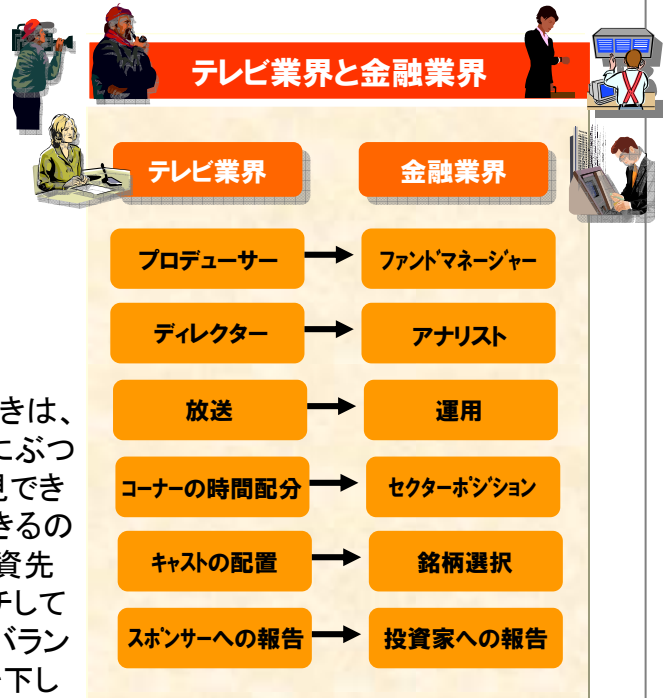 テレビ業界と金融業界
テレビ業界
金融業界
プロデューサー
ファンドマネージャー
ディレクター
アナリスト
放送
運用
コーナーの時間配分
セクターポジション
キャストの配置
銘柄選択
スポンサーへの報告
投資家への報告
きは、
にぶつ
見でき
きるの
資先
チして
バラン
下し